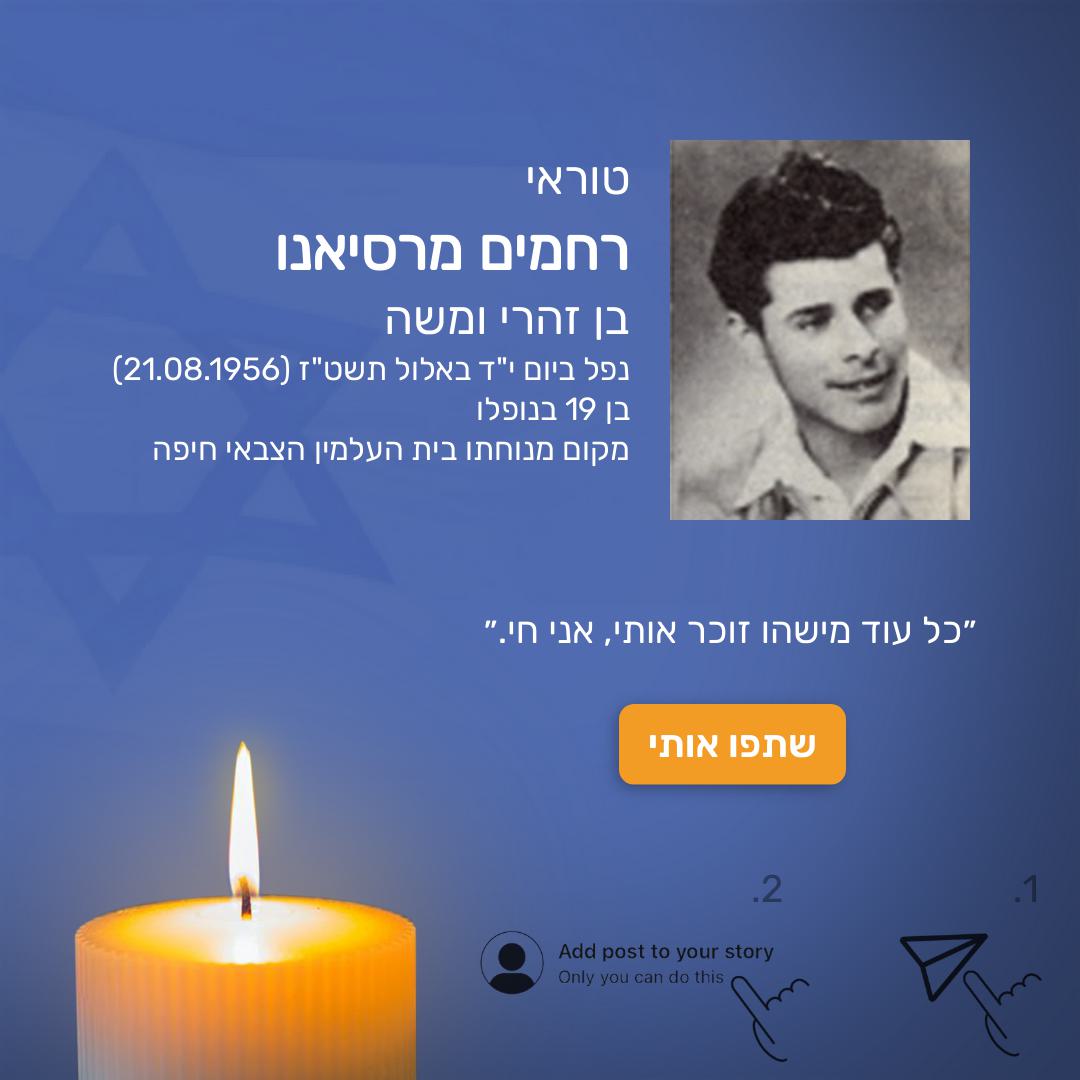 טוראי
רחמים מרסיאנו
בן זהרי ומשה
נפל ביום י"ד באלול תשט"ז (21.08.1956)
בן 19 בנופלו
מקום מנוחתו בית העלמין הצבאי חיפה
״כל עוד מישהו זוכר אותי, אני חי.״
שתפו אותי
1.
2.
Add post to your story
Only you can do this